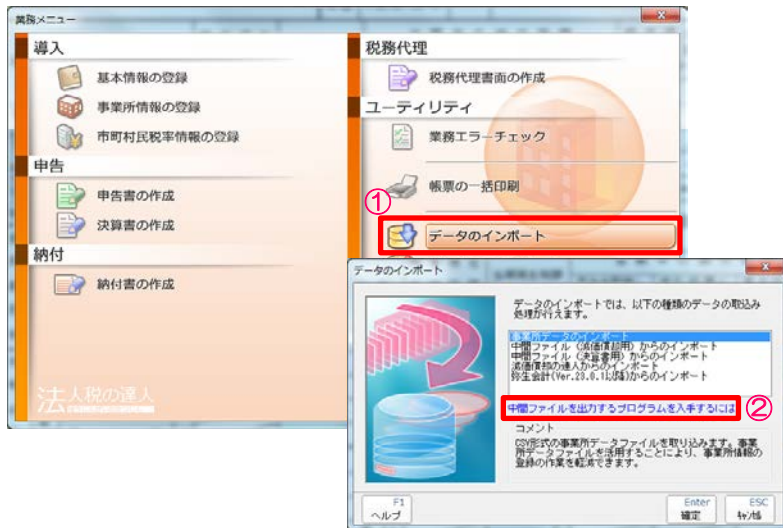 業務メニュー
導入
基本情報の登録
事業所情報の登録
市町村民税率情報の登録
申告
申告書の作成
決算書の作成
納付
納付書の作成
法人税の達人
税務代理
税務代理書面の作成
ユーティリティ
業務エラーチェック
帳票の一括印刷
①
データのインポート
データのインポート
データのインポートでは、以下の種類のデータの取込み
処理が行えます。
事業所データのインポート
中間ファイル（減価償却用）からのインポート
中間ファイル（決算書用）からのインポート
減価償却の達人からのインポート
弥生会計(Ver.23.0.1以降)からのインポート
中間ファイルを出力するプログラムを入手するには
②
コメント
CSV形式の事業所データファイルを取り込みます。事業
所データファイルを活用することにより、事業所情報の
登録の作業を軽減できます。
F1
ヘルプ
Enter
確定
ESC
キャンセル